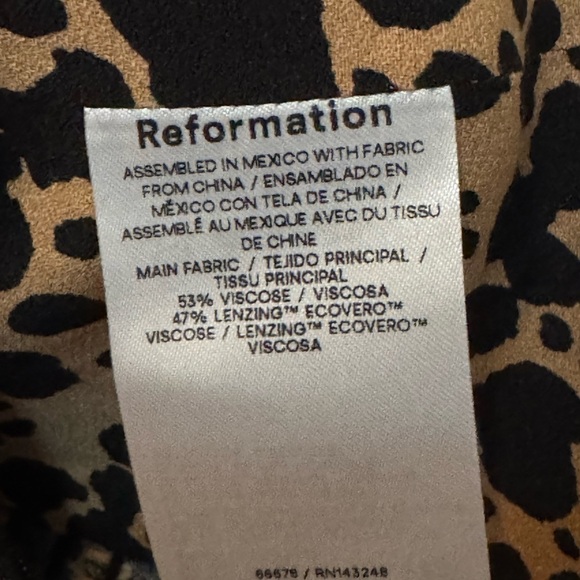 Reformation
ASSEMBLED IN MEXICO WITH FABRIC
FROM CHINA / ENSAMBLADO EN
MÉXICO CON TELA DE CHINA /
ASSEMBLÉ AU MEXIQUE AVEC DU TISSU
DE CHINE
MAIN FABRIC / TEJIDO PRINCIPAL /
TISSU PRINCIPAL
53% VISCOSE / VISCOSA
47% LENZING™ ECOVERO™
VISCOSE / LENZING™ ECOVERO™
VISCOSA
66678 / RN143248